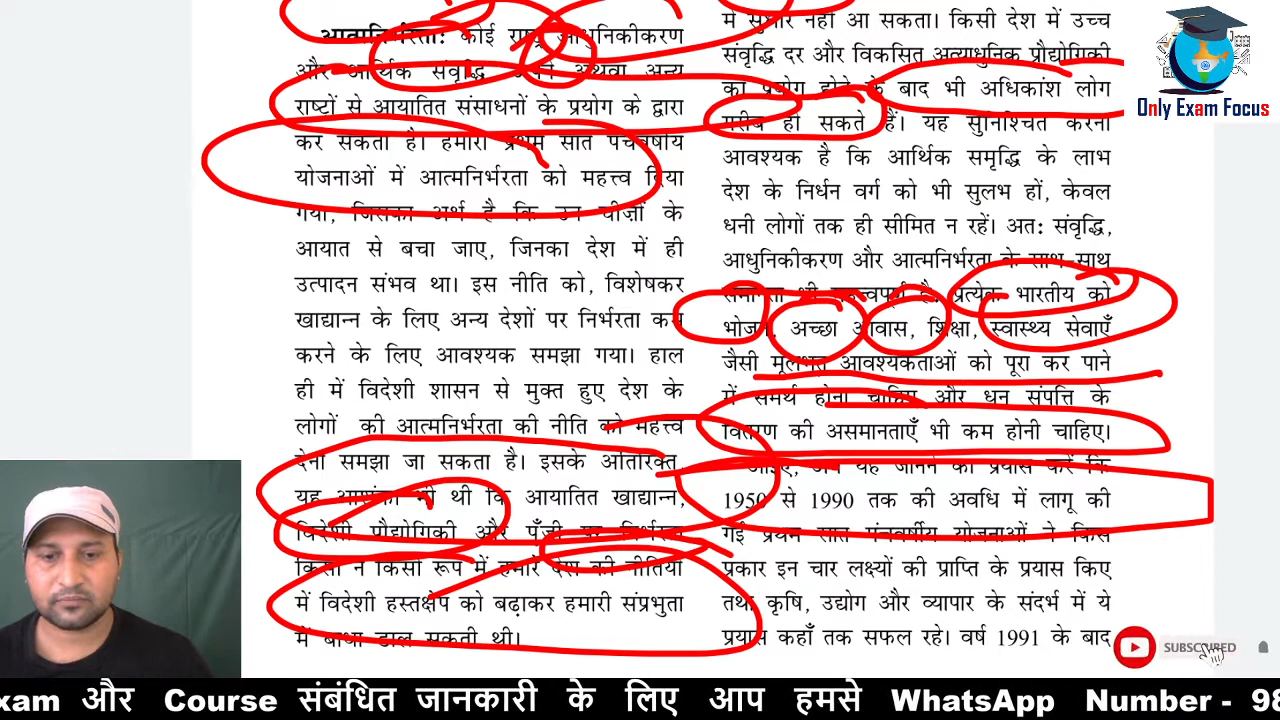 आत्मनिर्भरता: कोई राष्ट्र आधुनिकीकरण
और आर्थिक संवृद्धि अपने अथवा अन्य
राष्टों से आयातित संसाधनों के प्रयोग के द्वारा
कर सकता है। हमारी प्रथम सात पंचवर्षीय
योजनाओं में आत्मनिर्भरता को महत्त्व दिया
गया, जिसका अर्थ है कि उन चीज़ों के
आयात से बचा जाए, जिनका देश में ही
उत्पादन संभव था। इस नीति को, विशेषकर
खाद्यान्न के लिए अन्य देशों पर निर्भरता कम
करने के लिए आवश्यक समझा गया। हाल
ही में विदेशी शासन से मुक्त हुए देश के
लोगों की आत्मनिर्भरता की नीति को महत्त्व
देना समझा जा सकता है। इसके अतिरिक्त,
यह आशंका भी थी कि आयातित खाद्यान्न,
विदेशी प्रौद्योगिकी और पूँजी पर निर्भरता
किसी न किसी रूप में हमारे देश की नीतियों
में विदेशी हस्तक्षेप को बढ़ाकर हमारी संप्रभुता
में बाधा डाल सकती थी।
में सुधार नहीं आ सकता। किसी देश में उच्च
संवृद्धि दर और विकसित अत्याधुनिक प्रौद्योगिकी
का प्रयोग होने के बाद भी अधिकांश लोग
गरीब हो सकते हैं। यह सुनिश्चित करना
आवश्यक है कि आर्थिक समृद्धि के लाभ
देश के निर्धन वर्ग को भी सुलभ हों, केवल
धनी लोगों तक ही सीमित न रहें। अत: संवृद्धि,
आधुनिकीकरण और आत्मनिर्भरता के साथ-साथ
समानता भी महत्त्वपूर्ण है। प्रत्येक भारतीय को
भोजन, अच्छा आवास, शिक्षा, स्वास्थ्य सेवाएँ
जैसी मूलभूत आवश्यकताओं को पूरा कर पाने
में समर्थ होना चाहिए और धन संपत्ति के
वितरण की असमानताएँ भी कम होनी चाहिए।
आइए, अब यह जानने का प्रयास करें कि
1950 से 1990 तक की अवधि में लागू की
गई प्रथम सात पंचवर्षीय योजनाओं ने किस
प्रकार इन चार लक्ष्यों की प्राप्ति के प्रयास किए
तथा कृषि, उद्योग और व्यापार के संदर्भ में ये
प्रयास कहाँ तक सफल रहे। वर्ष 1991 के बाद
Only Exam Focus
SUBSCRIBED
Exam और Course संबंधित जानकारी के लिए आप हमसे WhatsApp Number - 98